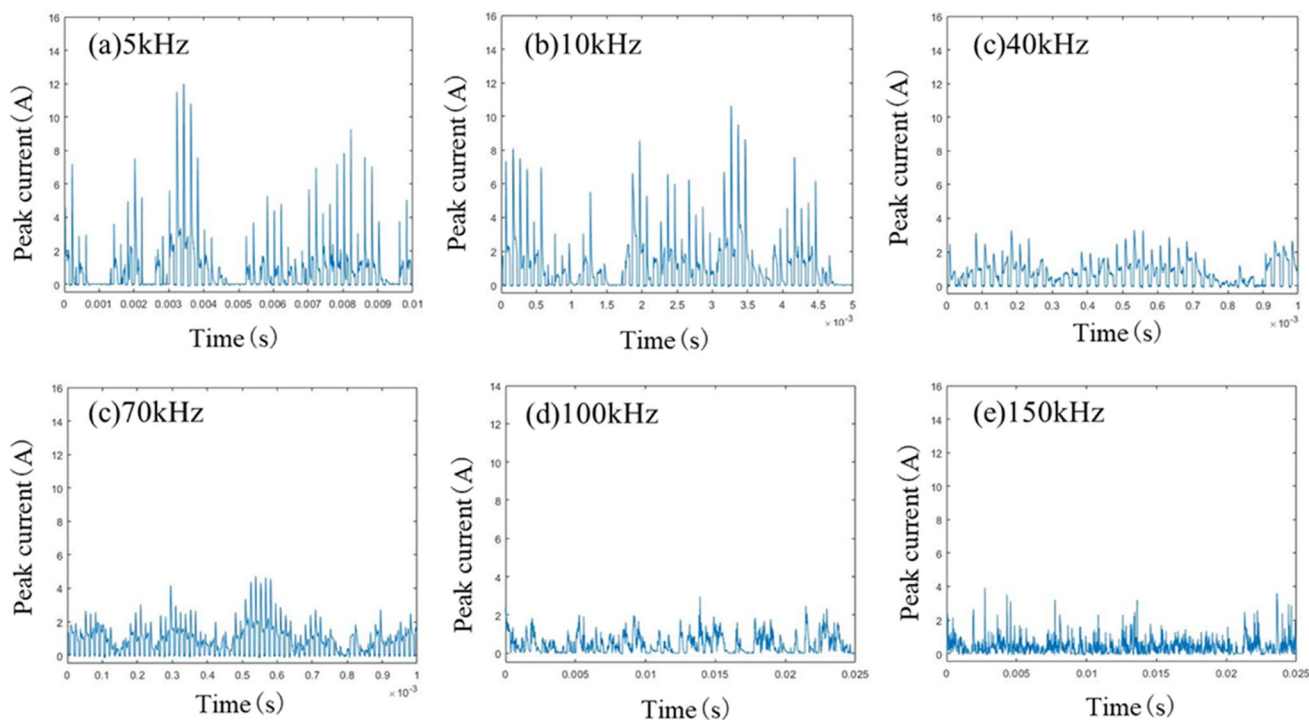 (a)5kHz
Peak current(A)
16
14
12
10
8
6
4
2
0
0 0.001 0.002 0.003 0.004 0.005 0.006 0.007 0.008 0.009 0.01
Time(s)
(b)10kHz
Peak current(A)
16
14
12
10
8
6
4
2
0
0 0.5 1 1.5 2 2.5 3 3.5 4 4.5 5
×10⁻³
Time(s)
(c)40kHz
Peak current(A)
16
14
12
10
8
6
4
2
0
0 0.1 0.2 0.3 0.4 0.5 0.6 0.7 0.8 0.9 1
×10⁻³
Time(s)
(c)70kHz
Peak current(A)
16
14
12
10
8
6
4
2
0
0 0.1 0.2 0.3 0.4 0.5 0.6 0.7 0.8 0.9 1
×10⁻³
Time(s)
(d)100kHz
Peak current(A)
14
12
10
8
6
4
2
0
0 0.005 0.01 0.015 0.02 0.025
Time(s)
(e)150kHz
Peak current(A)
16
14
12
10
8
6
4
2
0
0 0.005 0.01 0.015 0.02 0.025
Time(s)